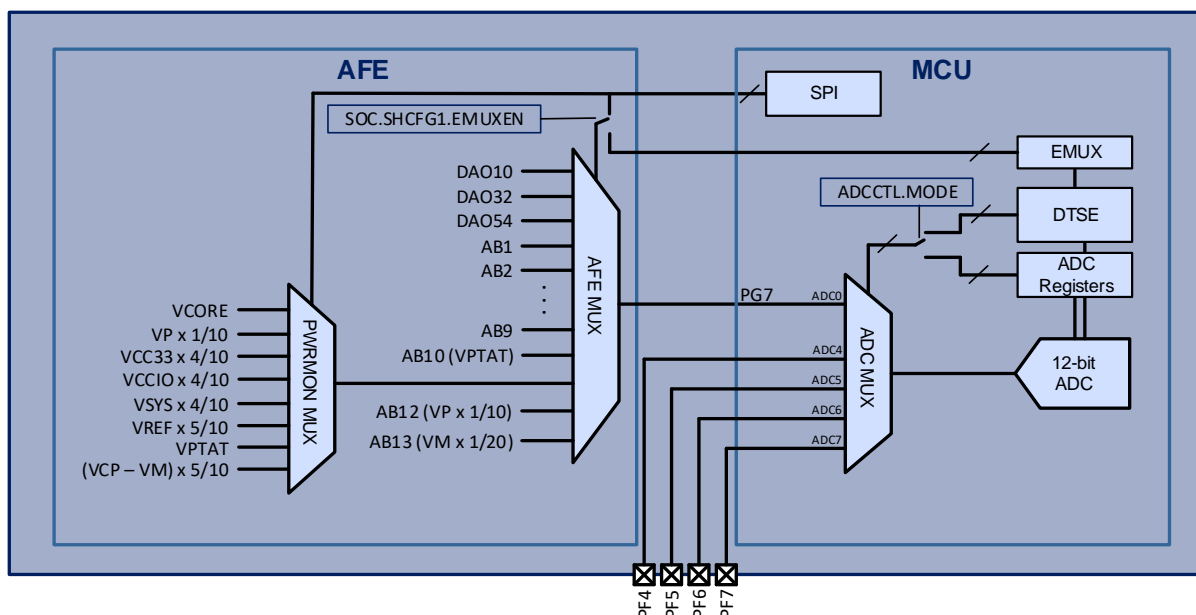 AFE
MCU
SPI
SOC.SHCFG1.EMUXEN
EMUX
DAO10
DAO32
DAO54
AB1
AB2
AB9
AB10 (VPTAT)
AB12 (VP x 1/10)
AB13 (VM x 1/20)
AFE MUX
ADCCTL.MODE
DTSE
ADC
Registers
PG7
ADC0
ADC4
ADC5
ADC6
ADC7
ADC MUX
12-bit
ADC
VCORE
VP x 1/10
VCC33 x 4/10
VCCIO x 4/10
VSYS x 4/10
VREF x 5/10
VPTAT
(VCP – VM) x 5/10
PWRMON MUX
PF4
PF5
PF6
PF7